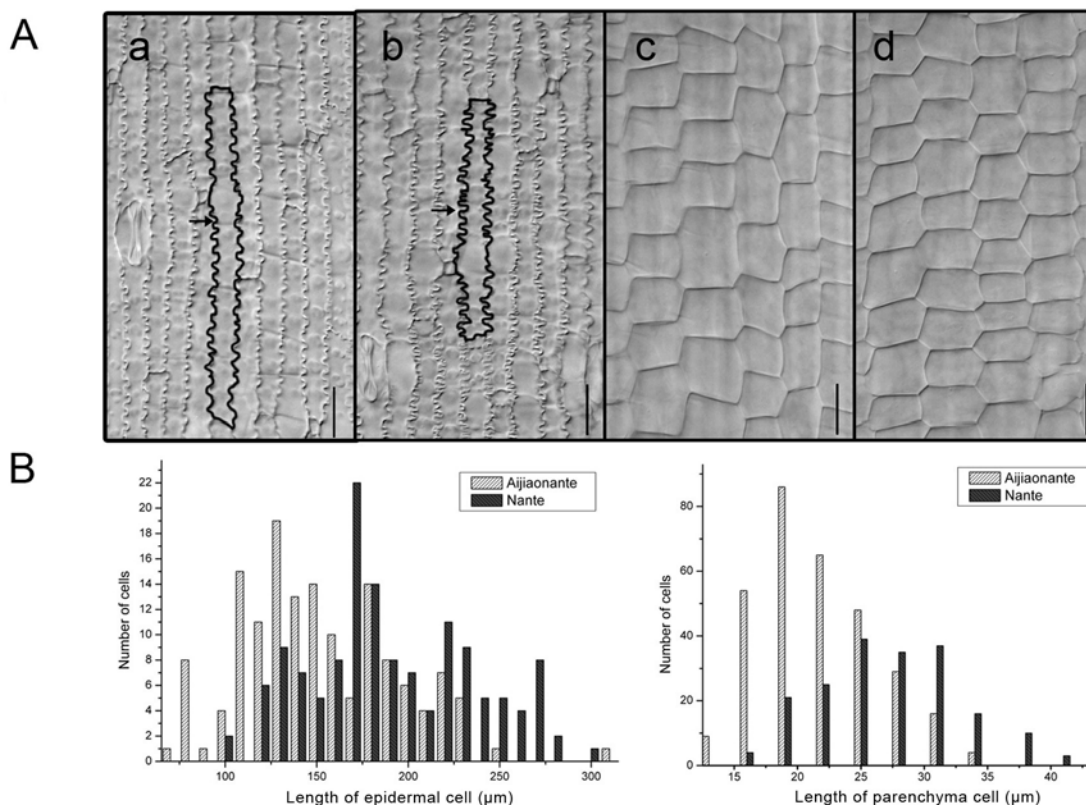 A
a
b
c
d
B
Aijiaonante
Nante
Number of cells
22
20
18
16
14
12
10
8
6
4
2
0
100
150
200
250
300
Length of epidermal cell (μm)
Aijiaonante
Nante
Number of cells
80
60
40
20
0
15
20
25
30
35
40
Length of parenchyma cell (μm)